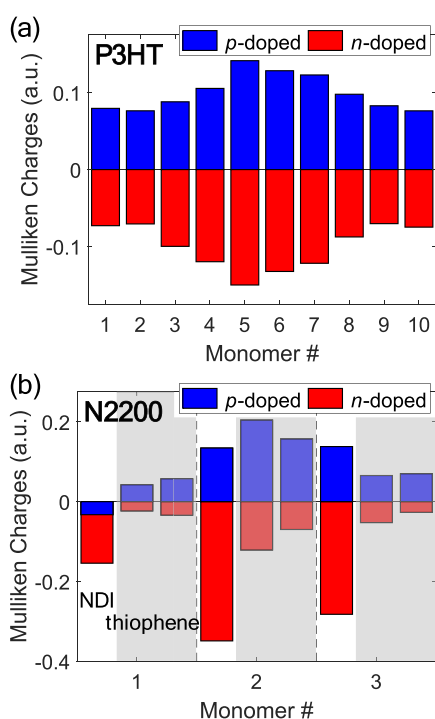 (a)
P3HT
p-doped n-doped
Mulliken Charges (a.u.)
0.1
0
-0.1
1 2 3 4 5 6 7 8 9 10
Monomer #
(b)
N2200
p-doped n-doped
Mulliken Charges (a.u.)
0.2
0
-0.2
-0.4
NDI
thiophene
1 2 3
Monomer #